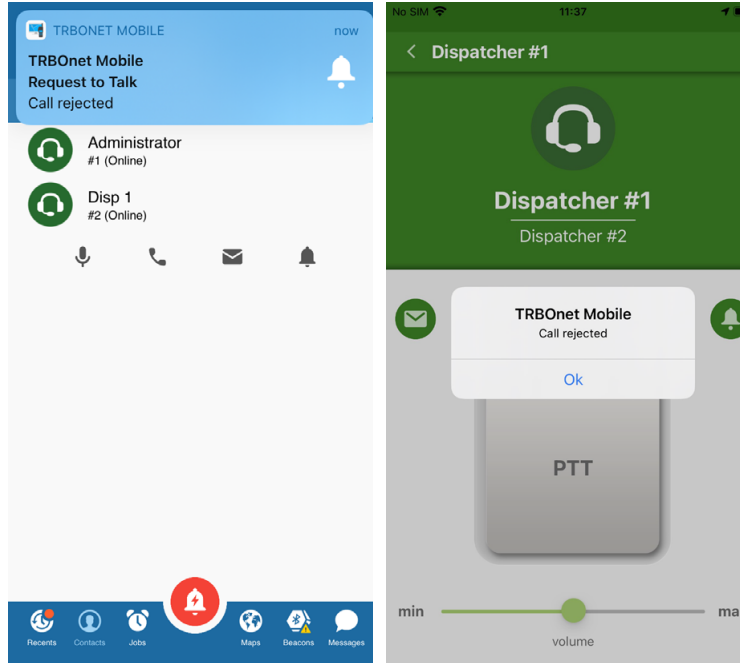 TRBONET MOBILE now
TRBOnet Mobile
Request to Talk
Call rejected
Administrator
#1 (Online)
Disp 1
#2 (Online)
Recents Contacts Jobs Maps Beacons Messages
No SIM 11:37
Dispatcher #1
Dispatcher #1
Dispatcher #2
TRBOnet Mobile
Call rejected
Ok
PTT
min ma
volume